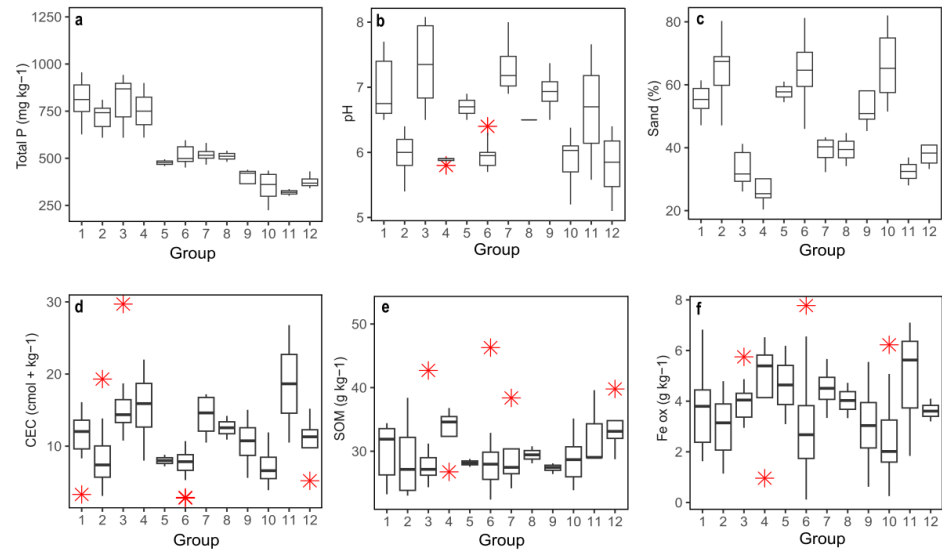 a
1250
1000
750
500
250
Total P (mg kg−1)
1 2 3 4 5 6 7 8 9 10 11 12
Group
b
8
7
6
5
pH
1 2 3 4 5 6 7 8 9 10 11 12
Group
c
80
60
40
20
Sand (%)
1 2 3 4 5 6 7 8 9 10 11 12
Group
d
30
20
10
CEC (cmol + kg−1)
1 2 3 4 5 6 7 8 9 10 11 12
Group
e
50
40
30
SOM (g kg−1)
1 2 3 4 5 6 7 8 9 10 11 12
Group
f
8
6
4
2
0
Fe ox (g kg−1)
1 2 3 4 5 6 7 8 9 10 11 12
Group